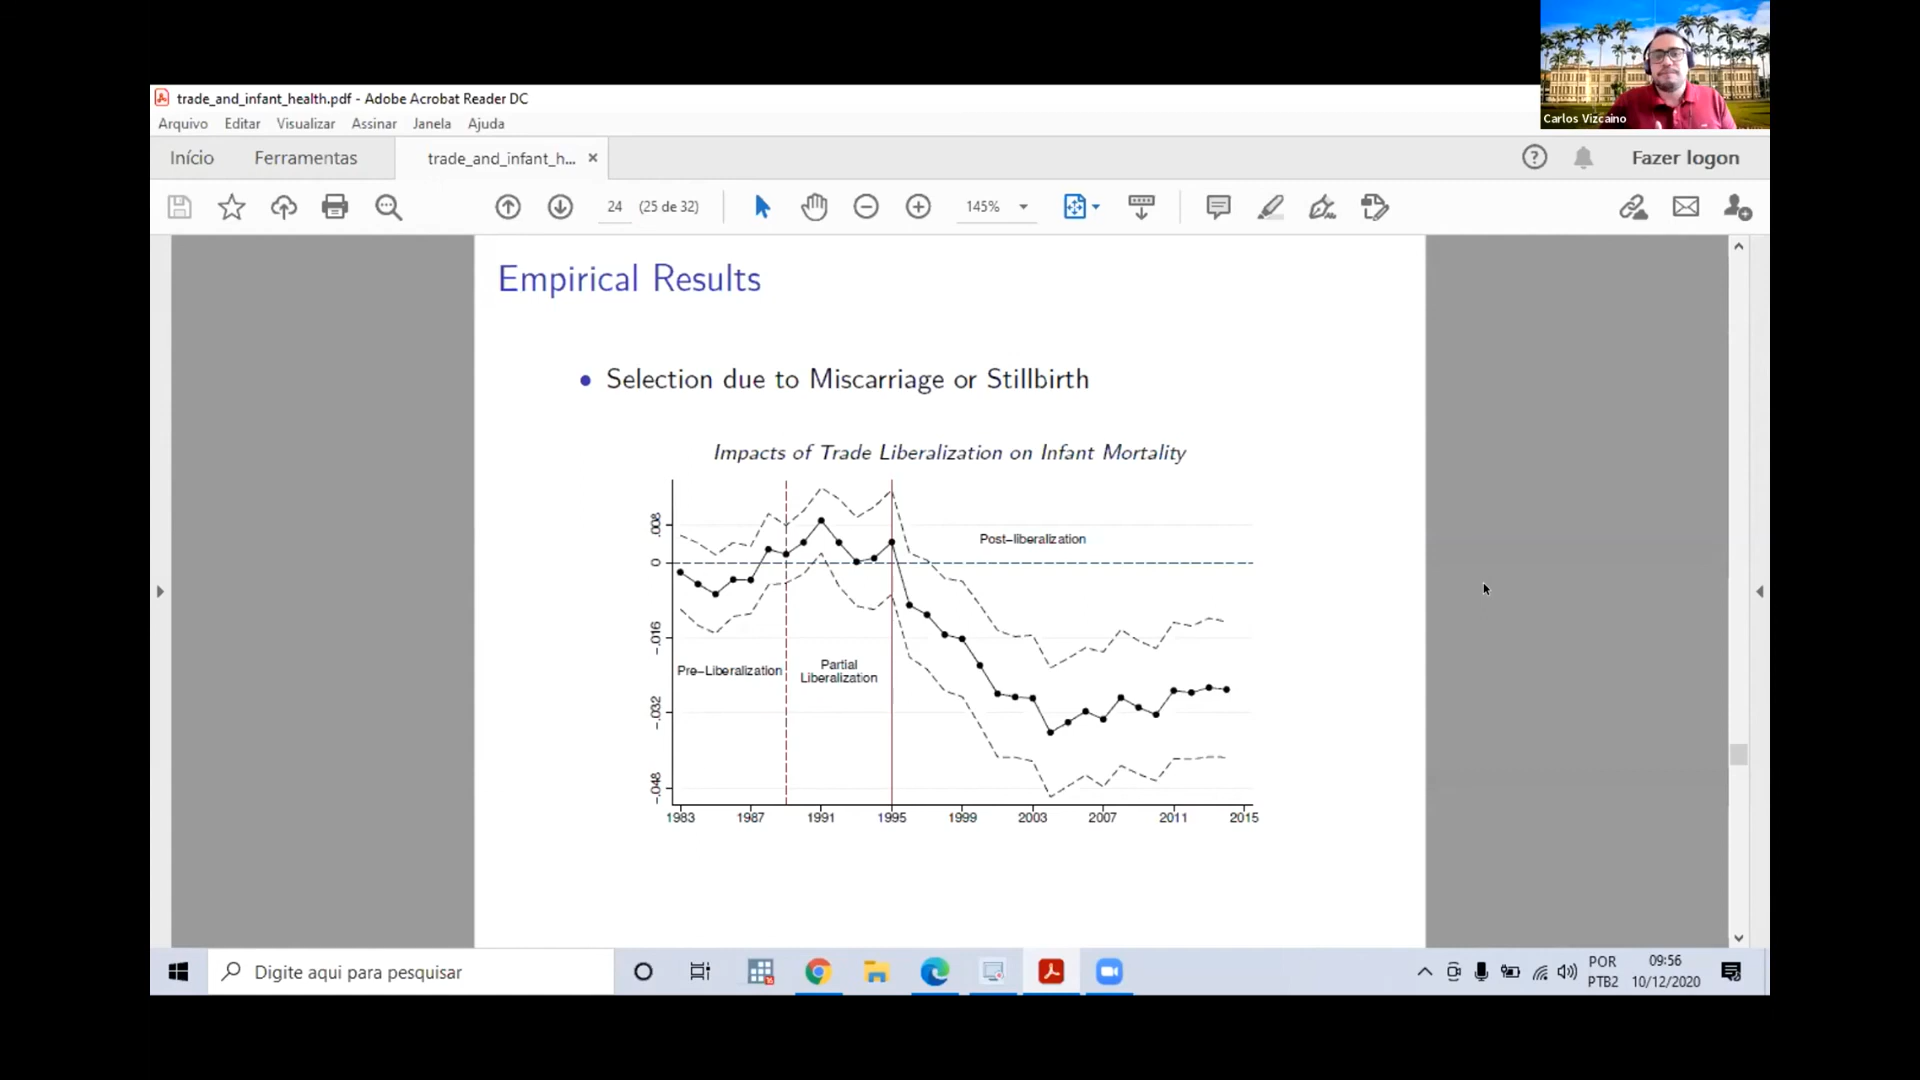 Carlos Vizcaino
trade_and_infant_health.pdf - Adobe Acrobat Reader DC
Arquivo Editar Visualizar Assinar Janela Ajuda
Início Ferramentas trade_and_infant_h... × Fazer logon
24 (25 de 32) 145%
Empirical Results
• Selection due to Miscarriage or Stillbirth
Impacts of Trade Liberalization on Infant Mortality
.008
0
-.016
-.032
-.048
Post-liberalization
Pre-Liberalization
Partial
Liberalization
1983 1987 1991 1995 1999 2003 2007 2011 2015
Digite aqui para pesquisar
POR
PTB2
09:56
10/12/2020